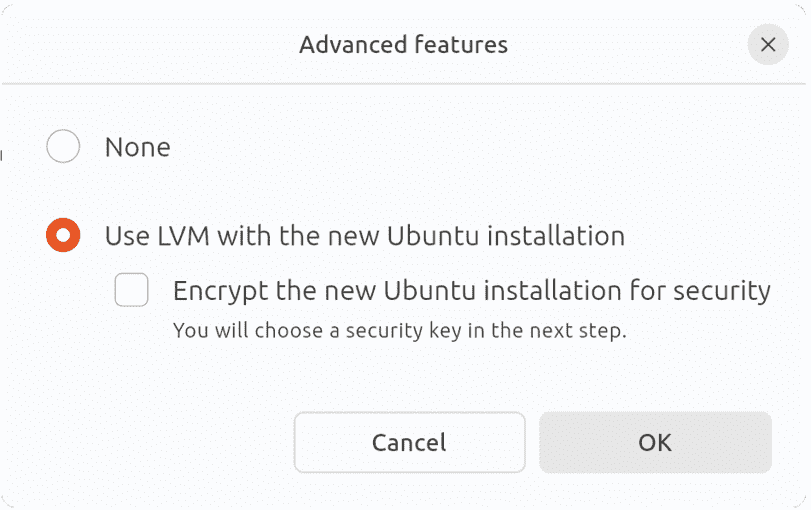 Advanced features
None
Use LVM with the new Ubuntu installation
Encrypt the new Ubuntu installation for security
You will choose a security key in the next step.
Cancel
OK